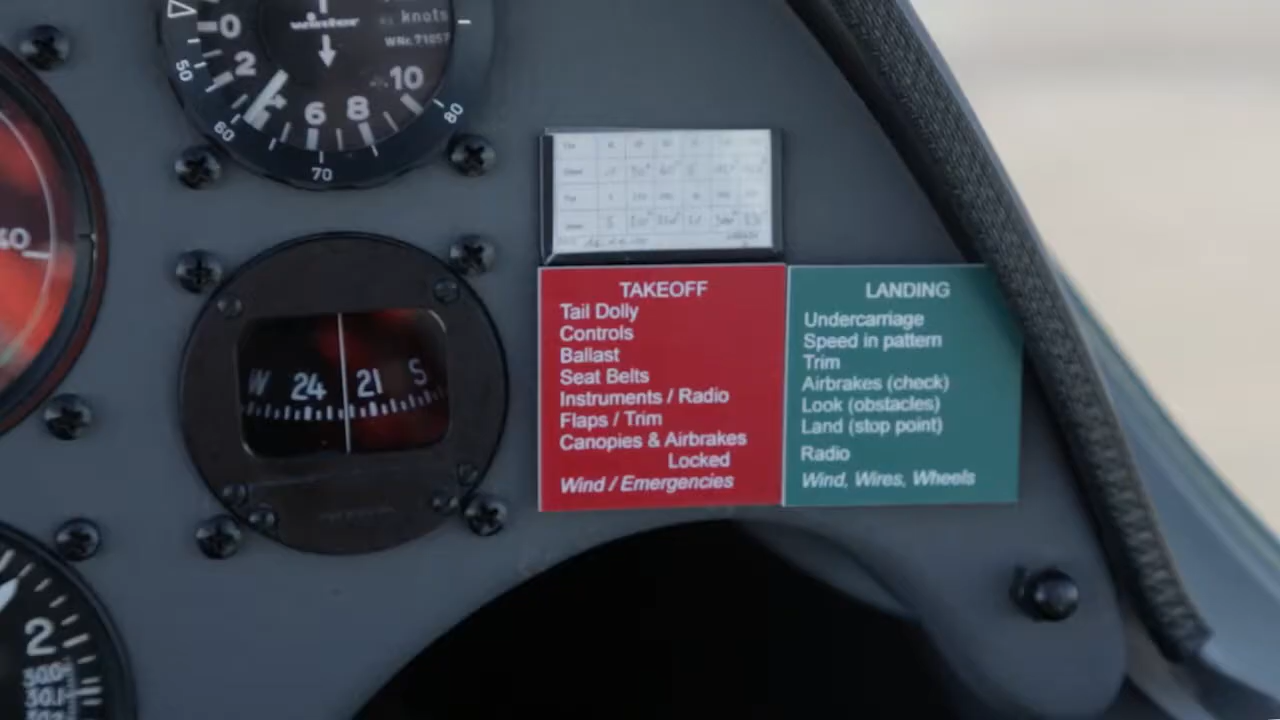 knots
WNr. 71057
0
2
50
10
6
8
60
80
70
40
W 24 21 S
TAKEOFF
Tail Dolly
Controls
Ballast
Seat Belts
Instruments / Radio
Flaps / Trim
Canopies & Airbrakes
Locked
Wind / Emergencies
LANDING
Undercarriage
Speed in pattern
Trim
Airbrakes (check)
Look (obstacles)
Land (stop point)
Radio
Wind, Wires, Wheels
2